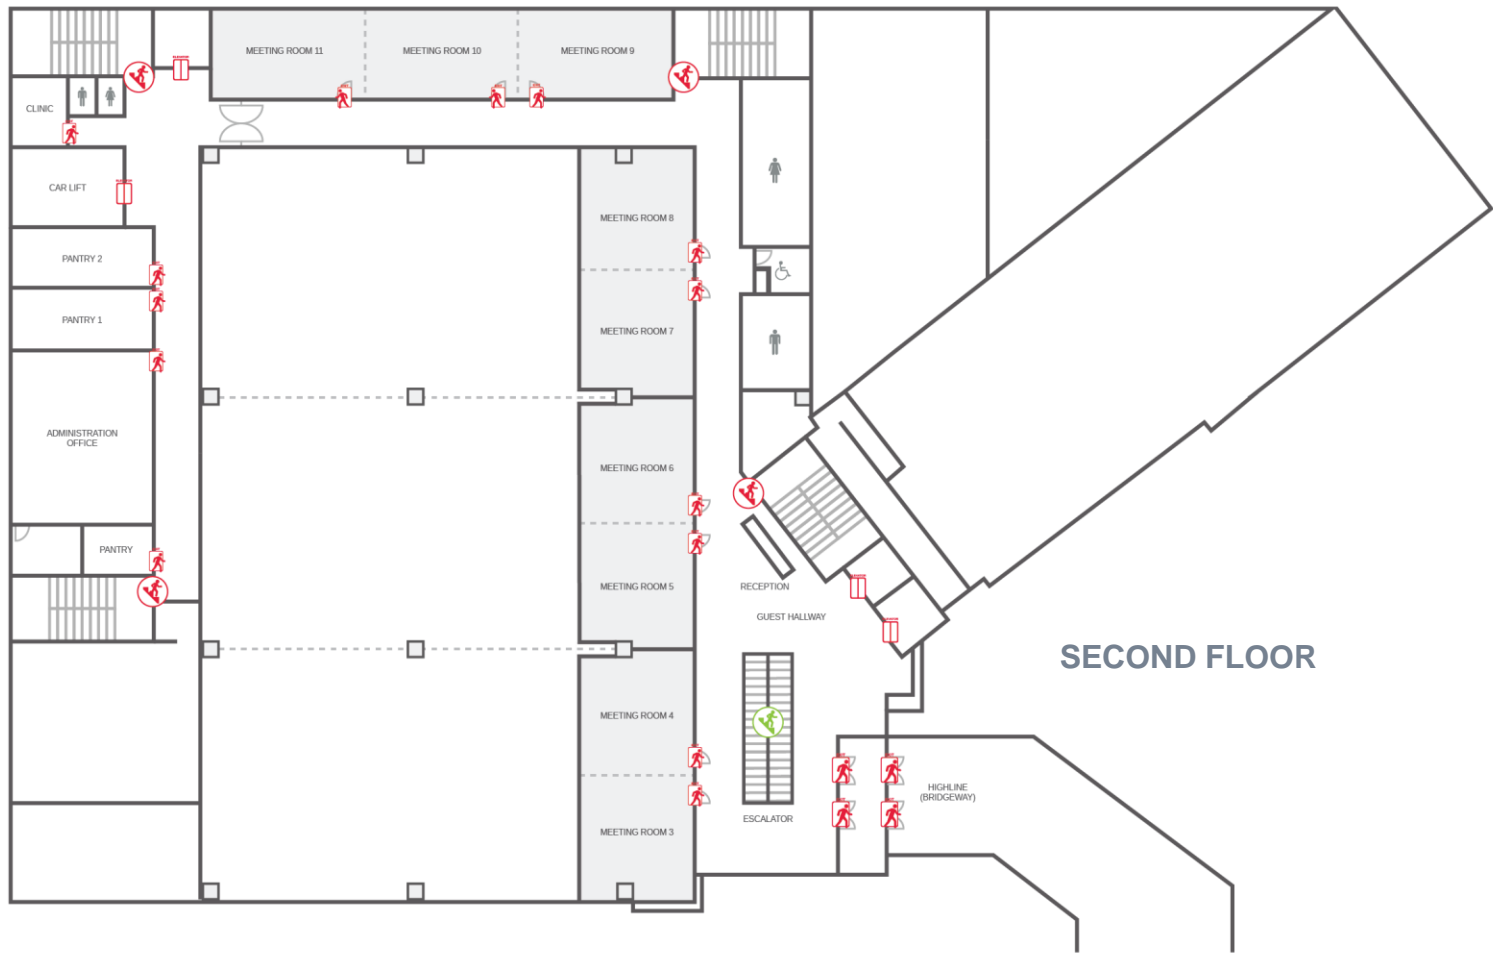 MEETING ROOM 11
MEETING ROOM 10
MEETING ROOM 9
CLINIC
CAR LIFT
MEETING ROOM 8
PANTRY 2
PANTRY 1
MEETING ROOM 7
ADMINISTRATION
OFFICE
MEETING ROOM 6
PANTRY
MEETING ROOM 5
RECEPTION
GUEST HALLWAY
SECOND FLOOR
MEETING ROOM 4
HIGHLINE
(BRIDGEWAY)
ESCALATOR
MEETING ROOM 3